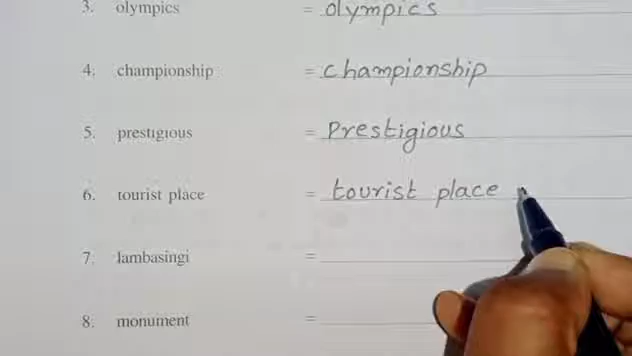 3. olympics = olympics
4. championship = championship
5. prestigious = Prestigious
6. tourist place = tourist place
7. lambasingi =
8. monument =